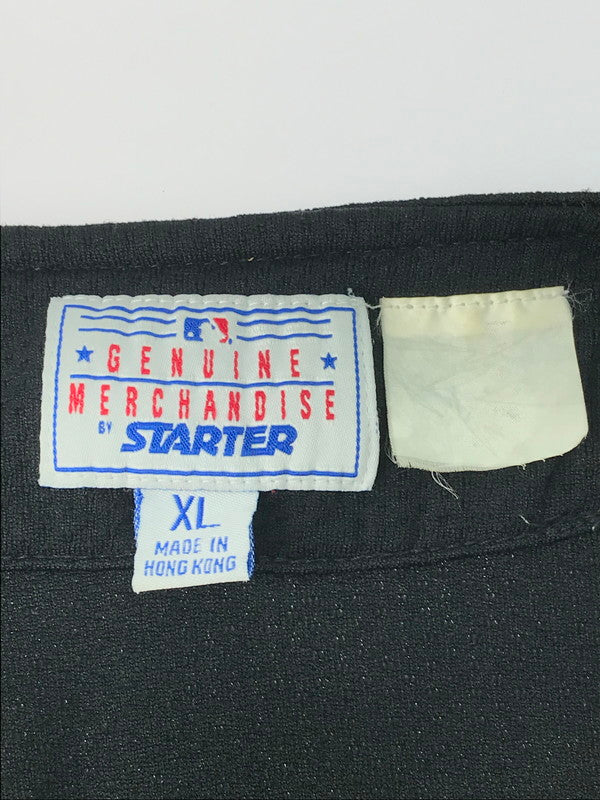 GENUINE
MERCHANDISE
BY STARTER
XL
MADE IN
HONG KONG